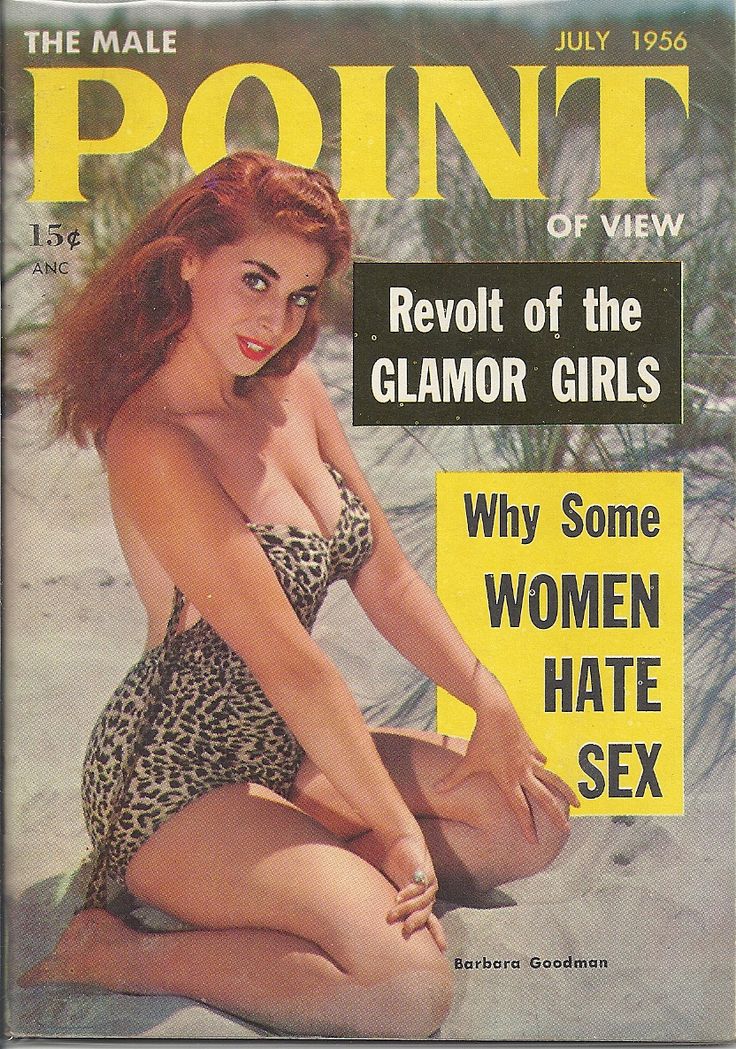 THE MALE
JULY 1956
POINT
OF VIEW
15¢
ANC
Revolt of the
GLAMOR GIRLS
Why Some
WOMEN
HATE
SEX
Barbara Goodman